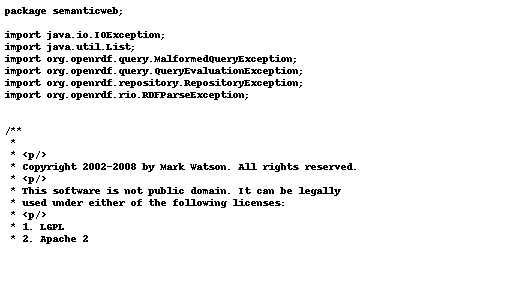 package semanticweb;

import java.io.IOException;
import java.util.List;
import org.openrdf.query.MalformedQueryException;
import org.openrdf.query.QueryEvaluationException;
import org.openrdf.repository.RepositoryException;
import org.openrdf.rio.RDFParseException;


/**
 *
 * <p/>
 * Copyright 2002-2008 by Mark Watson. All rights reserved.
 * <p/>
 * This software is not public domain. It can be legally
 * used under either of the following licenses:
 * <p/>
 * 1. LGPL
 * 2. Apache 2